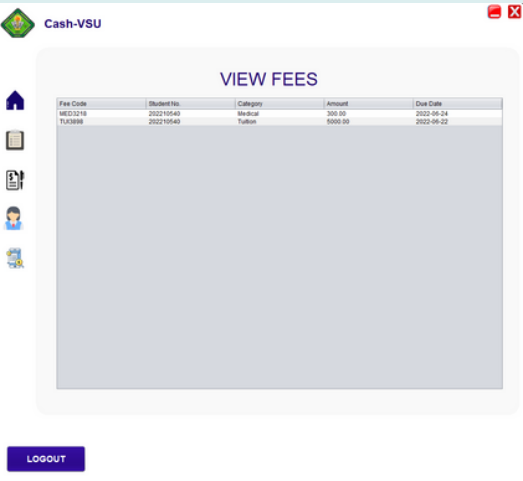 Cash-VSU
VIEW FEES
Fee Code Student No. Category Amount Due Date
MED3218 202210540 Medical 300.00 2022-06-24
TUI3898 202210540 Tuition 5000.00 2022-06-22
LOGOUT